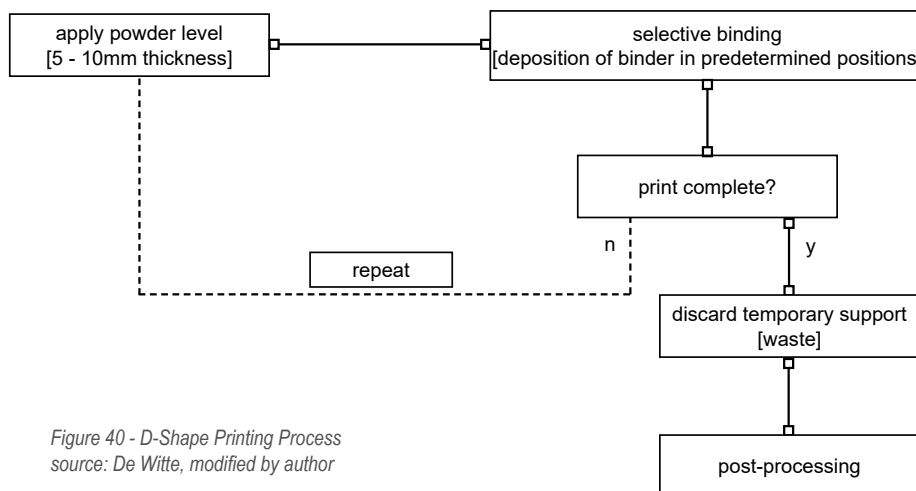 apply powder level
[5 - 10mm thickness]
selective binding
[deposition of binder in predetermined positions
print complete?
n
y
repeat
discard temporary support
[waste]
post-processing
Figure 40 - D-Shape Printing Process
source: De Witte, modified by author